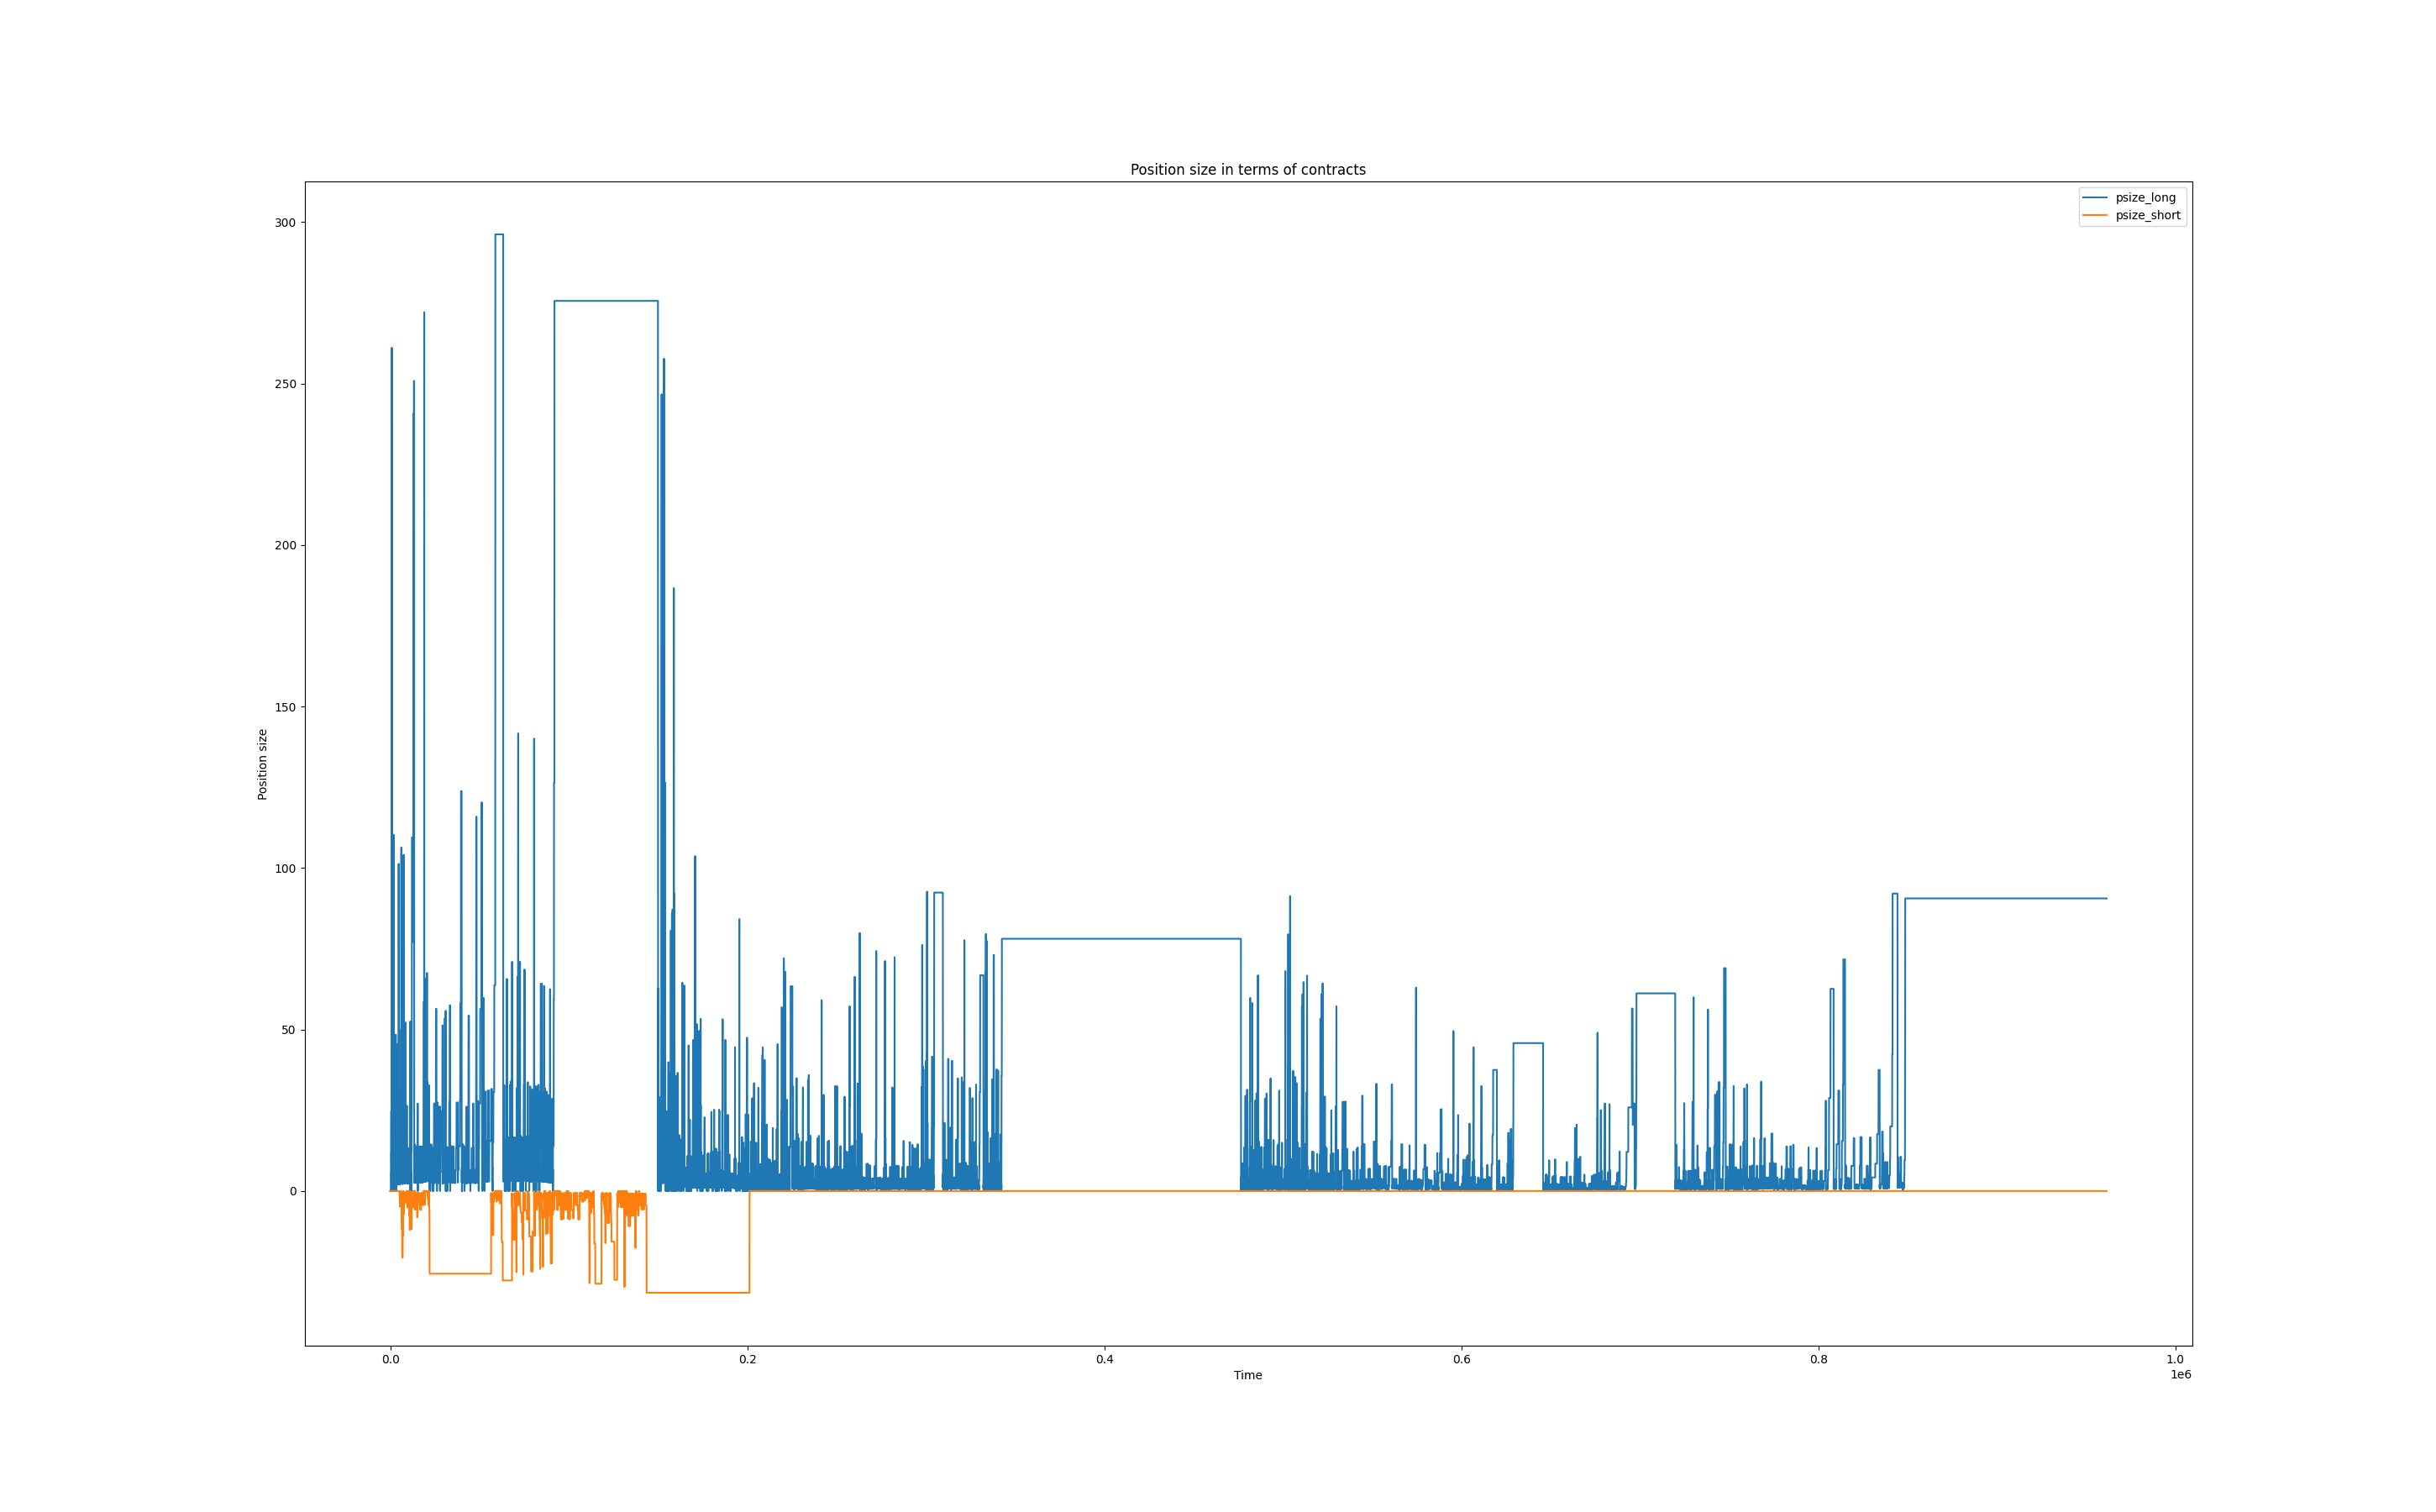 Position size in terms of contracts
psize_long
psize_short
300
250
200
150
100
50
0
Position size
0.0 0.2 0.4 0.6 0.8 1.0
Time
1e6